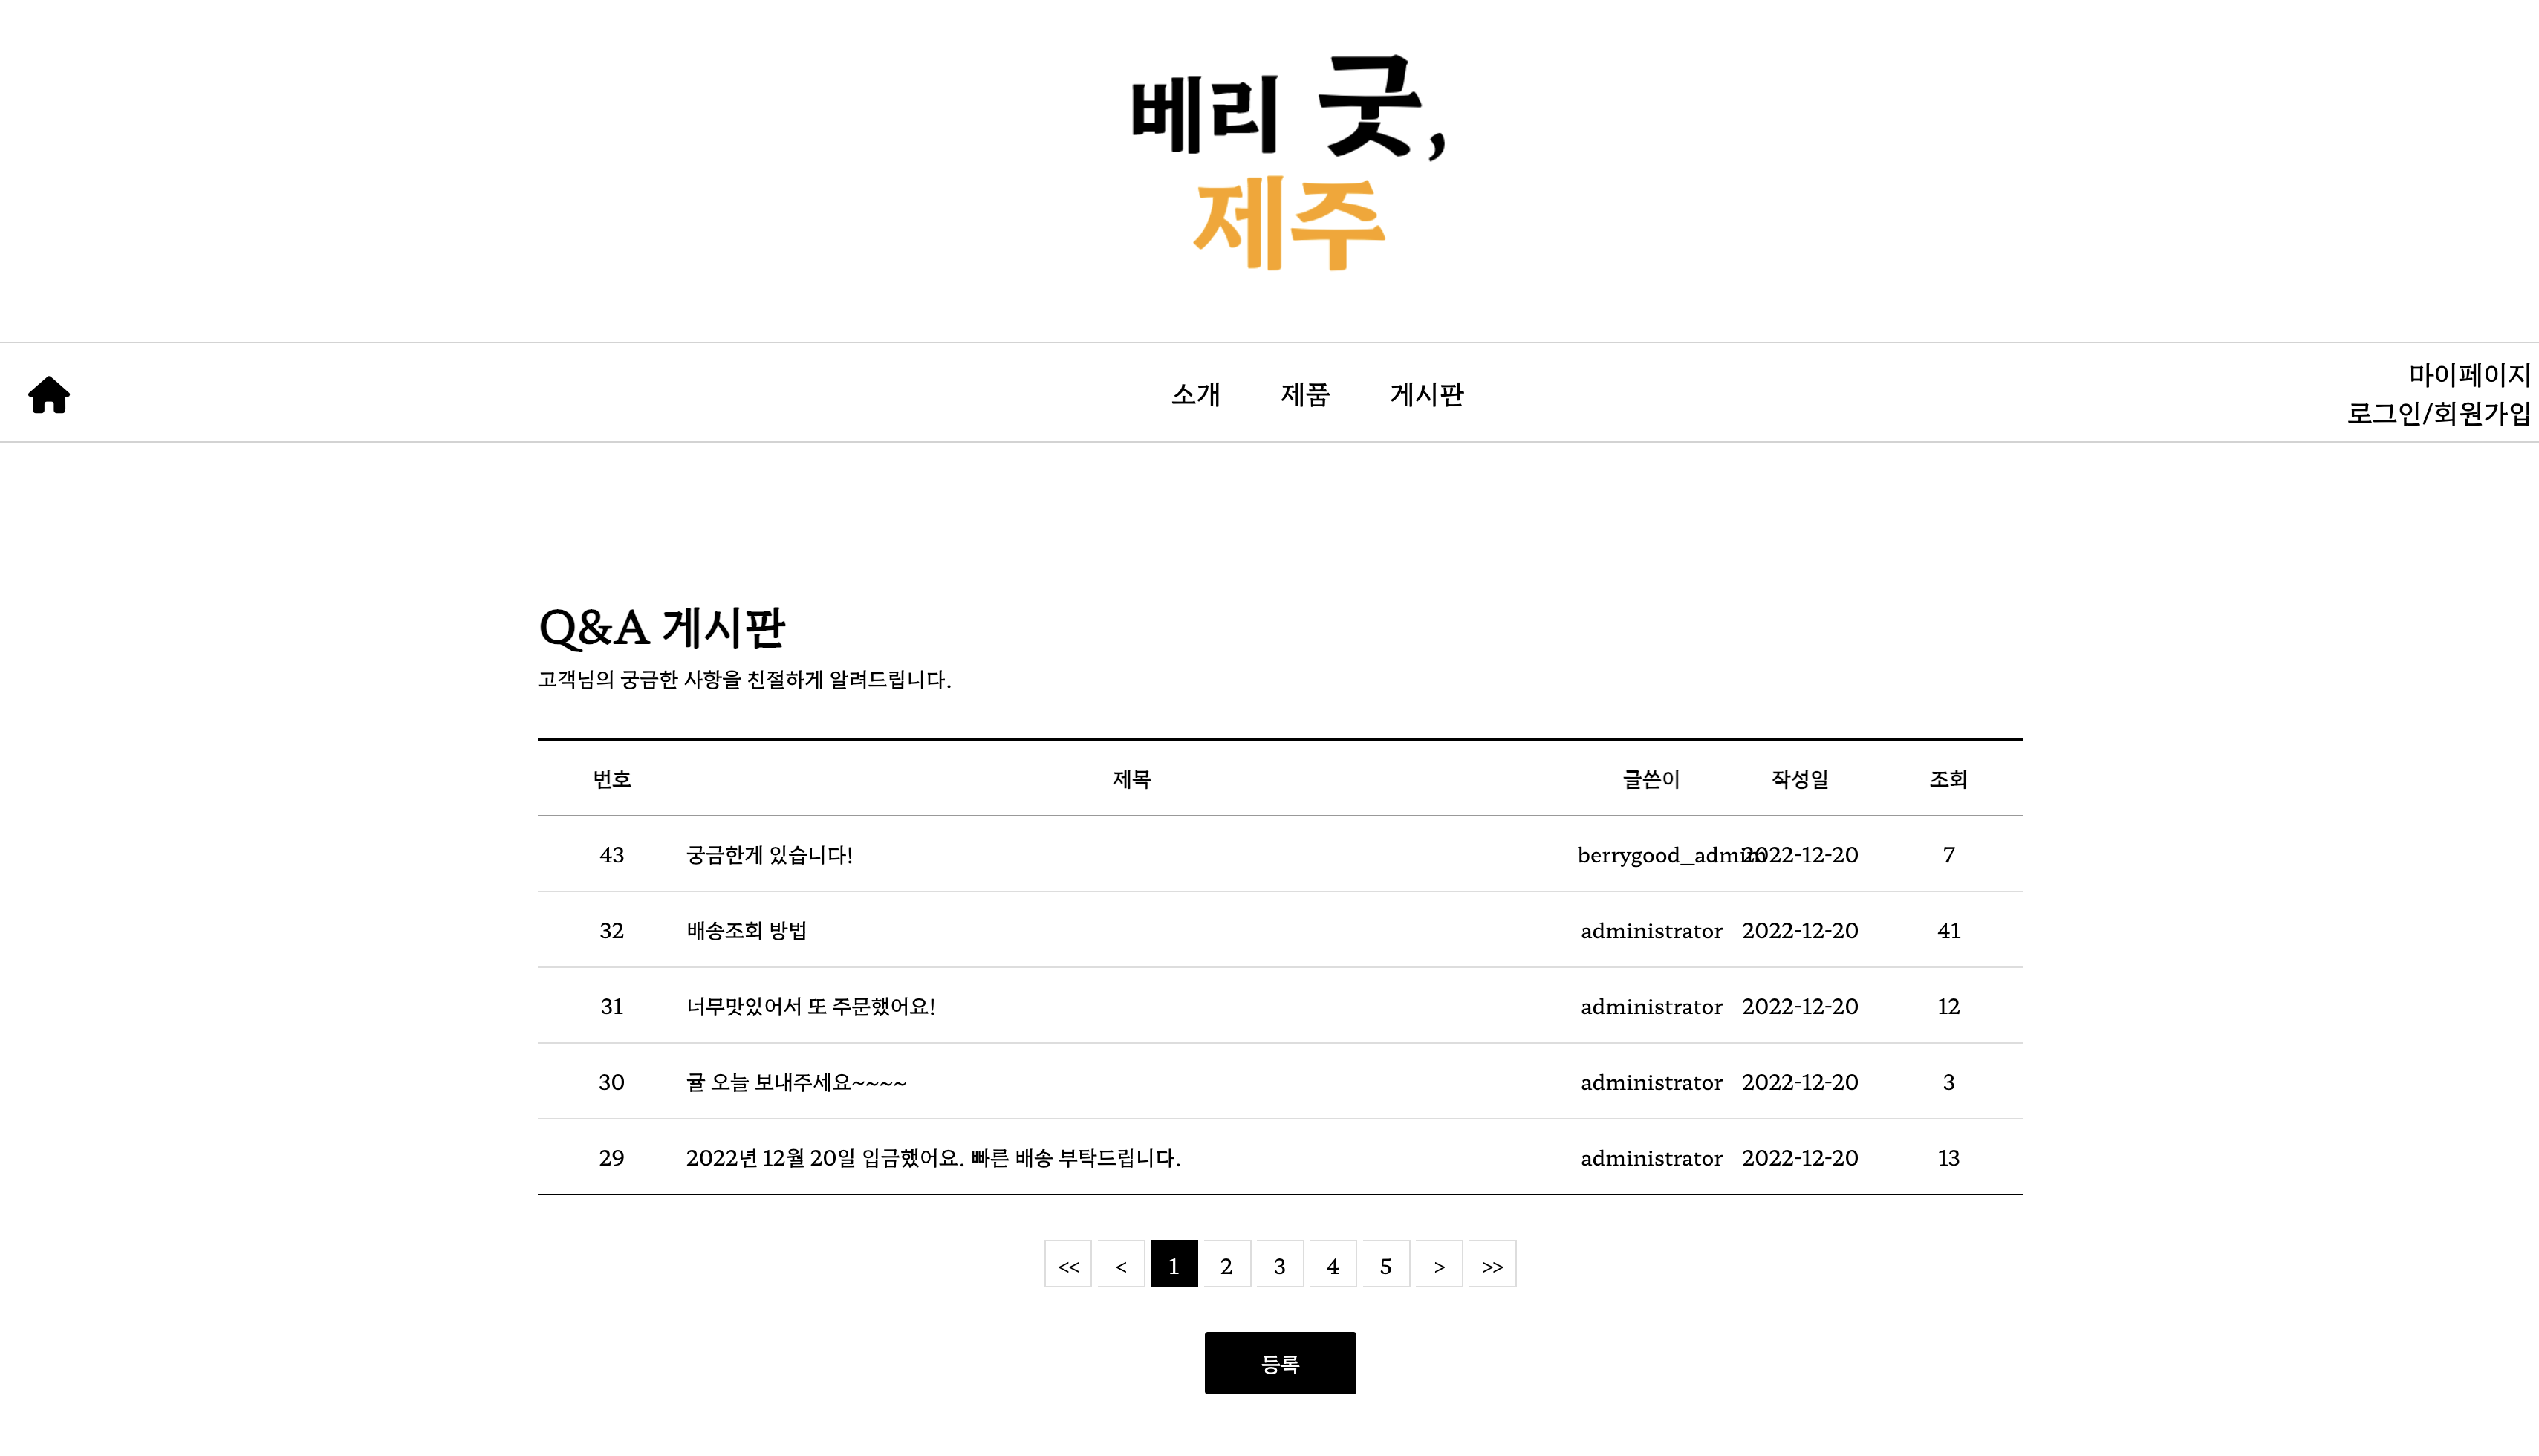 베리 굿,
제주
소개 제품 게시판
마이페이지
로그인/회원가입
Q&A 게시판
고객님의 궁금한 사항을 친절하게 알려드립니다.
번호 제목 글쓴이 작성일 조회
43 궁금한게 있습니다! berrygood_admim 2022-12-20 7
32 배송조회 방법 administrator 2022-12-20 41
31 너무맛있어서 또 주문했어요! administrator 2022-12-20 12
30 귤 오늘 보내주세요~~~~ administrator 2022-12-20 3
29 2022년 12월 20일 입금했어요. 빠른 배송 부탁드립니다. administrator 2022-12-20 13
<< < 1 2 3 4 5 > >>
등록